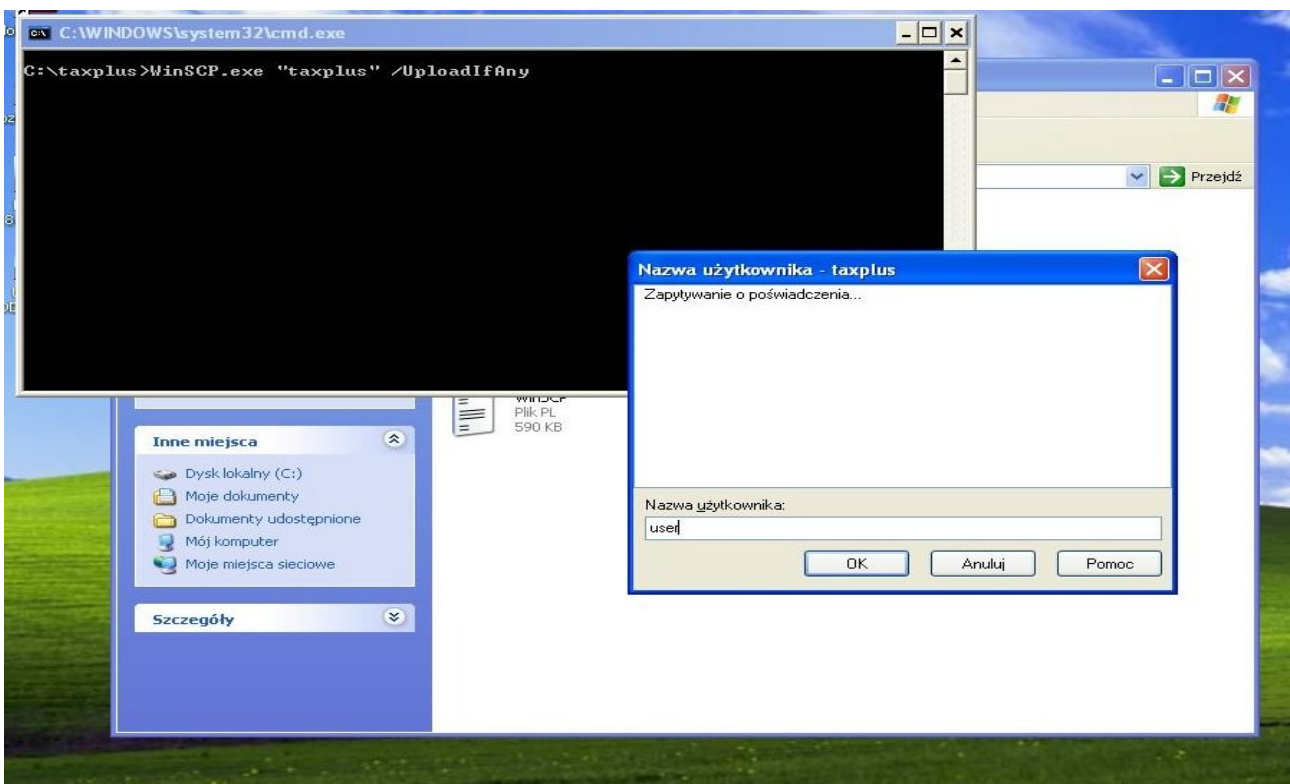 C:\WINDOWS\system32\cmd.exe
C:\taxplus>WinSCP.exe "taxplus" /UploadIfAny
Przejdź
Nazwa użytkownika - taxplus
Zapytywanie o poświadczenia...
WinSCP
Plik PL
590 KB
Inne miejsca
Dysk lokalny (C:)
Moje dokumenty
Dokumenty udostępnione
Mój komputer
Moje miejsca sieciowe
Nazwa użytkownika:
user
OK Anuluj Pomoc
Szczegóły